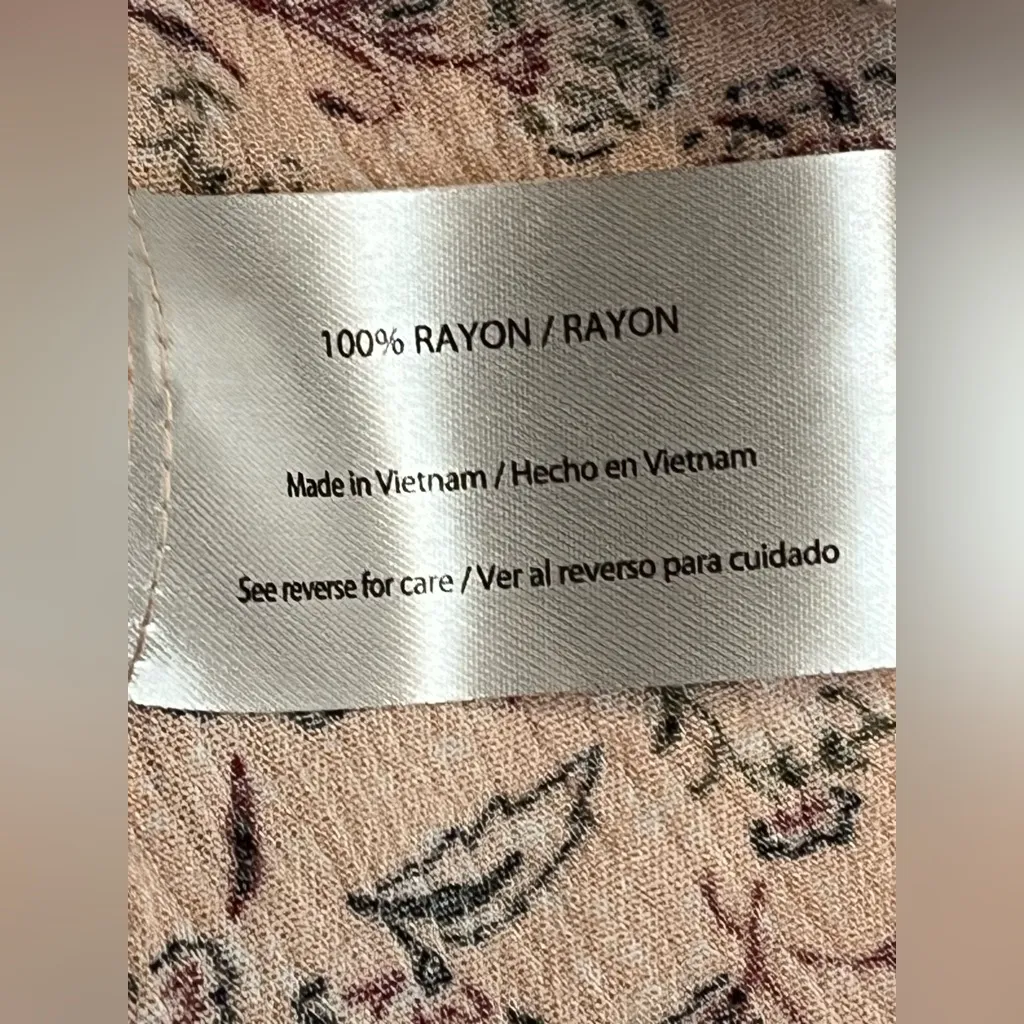 100% RAYON / RAYON
Made in Vietnam / Hecho en Vietnam
See reverse for care / Ver al reverso para cuidado